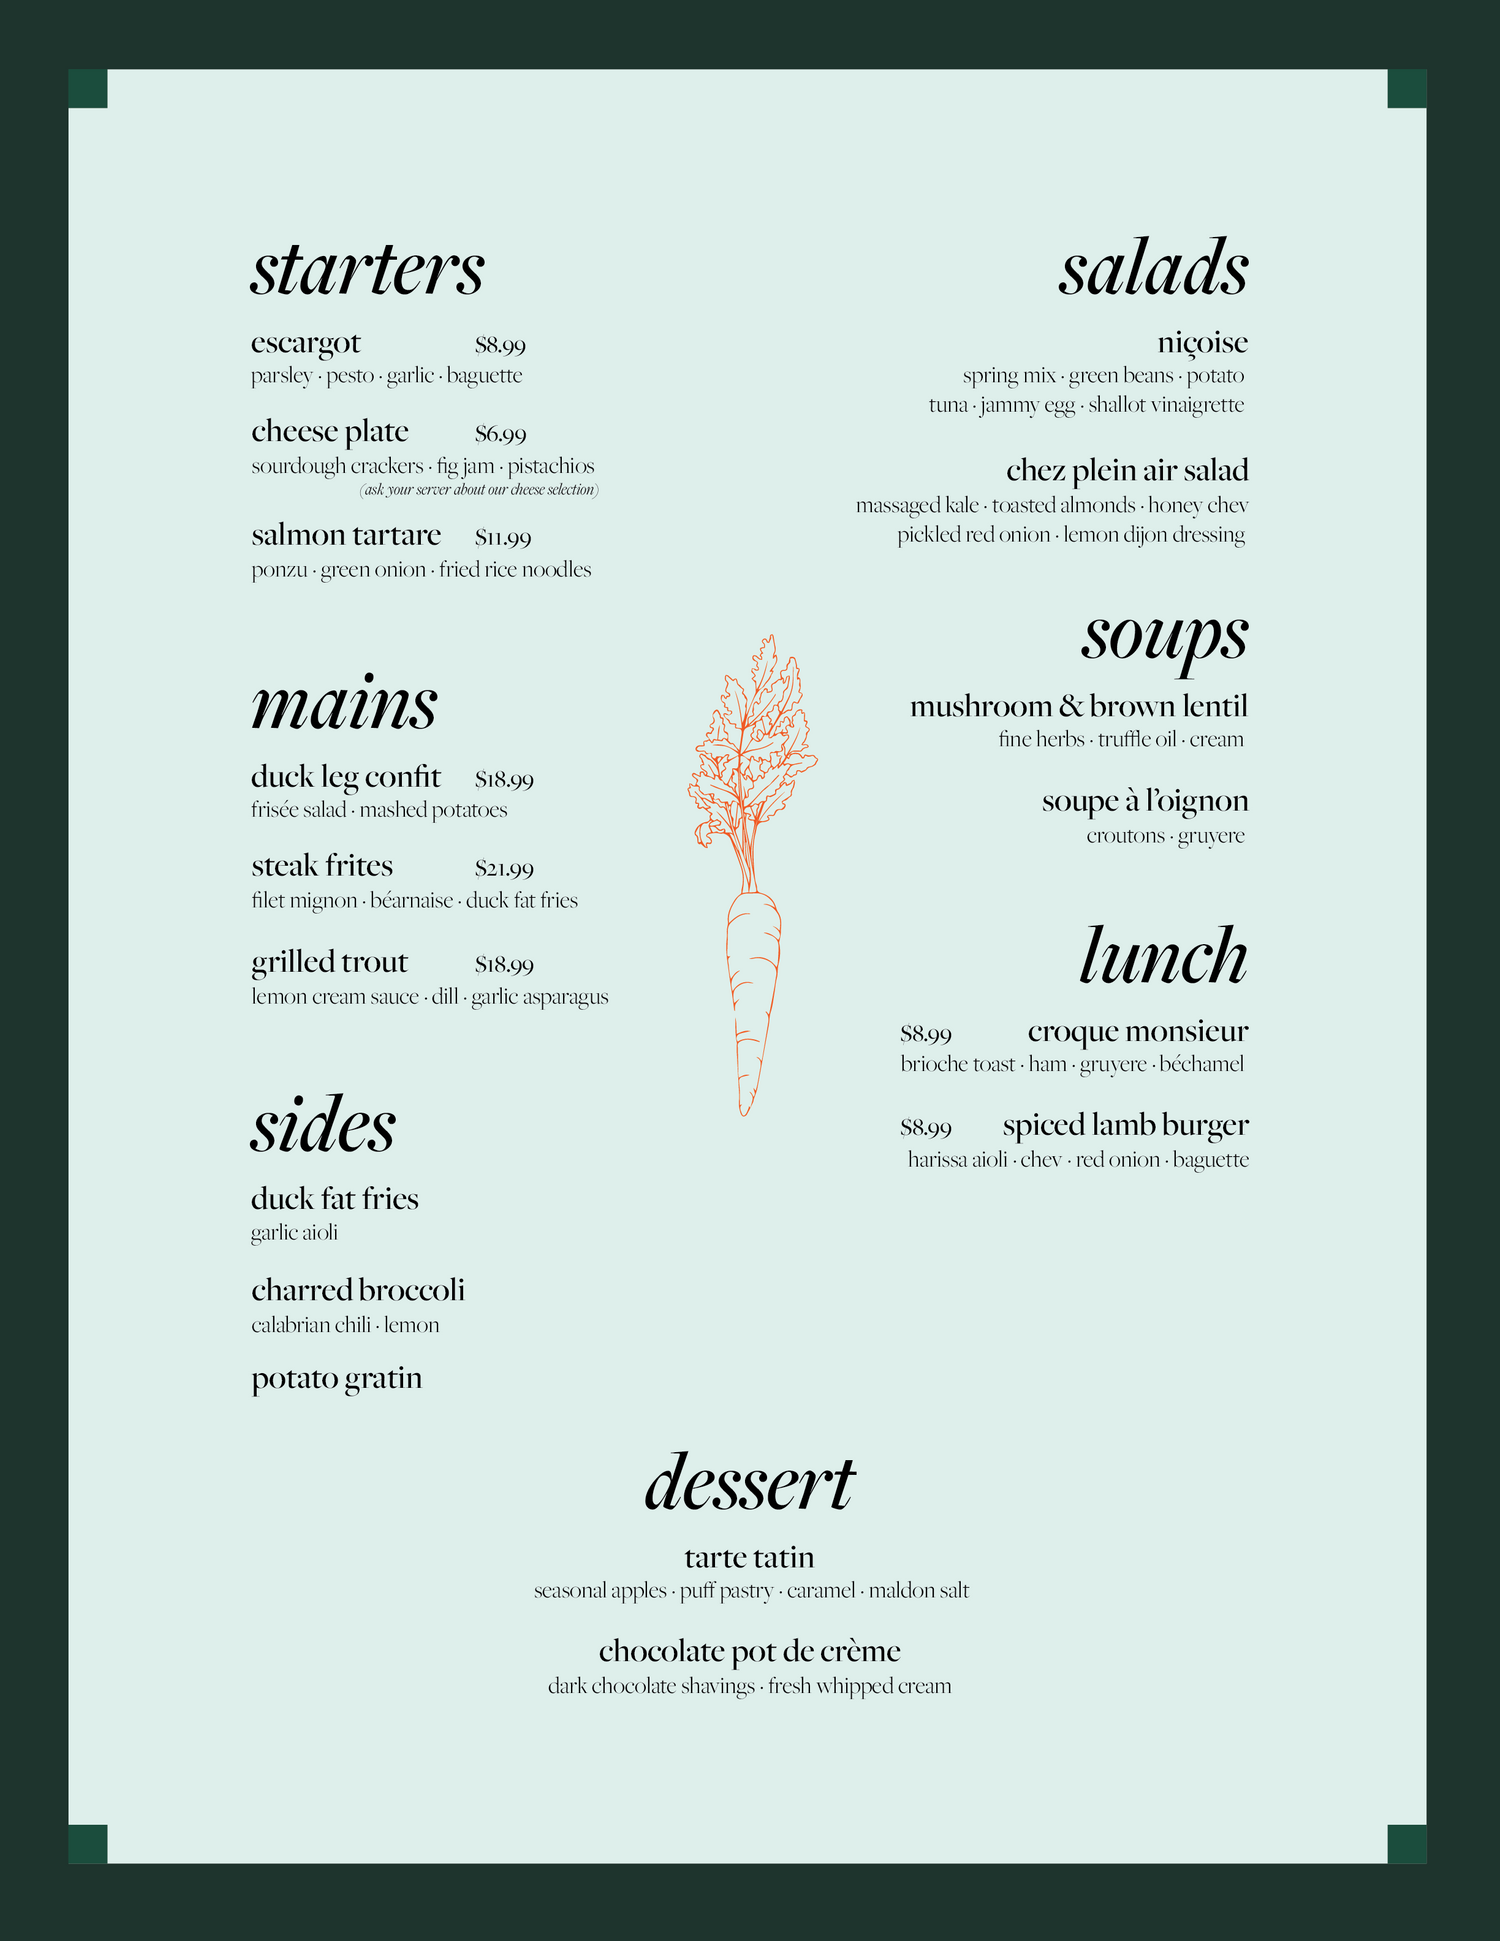 starters
escargot $8.99
parsley · pesto · garlic · baguette
cheese plate $6.99
sourdough crackers · fig jam · pistachios
(ask your server about our cheese selection)
salmon tartare $11.99
ponzu · green onion · fried rice noodles
mains
duck leg confit $18.99
frisée salad · mashed potatoes
steak frites $21.99
filet mignon · béarnaise · duck fat fries
grilled trout $18.99
lemon cream sauce · dill · garlic asparagus
sides
duck fat fries
garlic aioli
charred broccoli
calabrian chili · lemon
potato gratin
salads
niçoise
spring mix · green beans · potato
tuna · jammy egg · shallot vinaigrette
chez plein air salad
massaged kale · toasted almonds · honey chev
pickled red onion · lemon dijon dressing
soups
mushroom & brown lentil
fine herbs · truffle oil · cream
soupe à l’oignon
croutons · gruyere
lunch
$8.99 croque monsieur
brioche toast · ham · gruyere · béchamel
$8.99 spiced lamb burger
harissa aioli · chev · red onion · baguette
dessert
tarte tatin
seasonal apples · puff pastry · caramel · maldon salt
chocolate pot de crème
dark chocolate shavings · fresh whipped cream